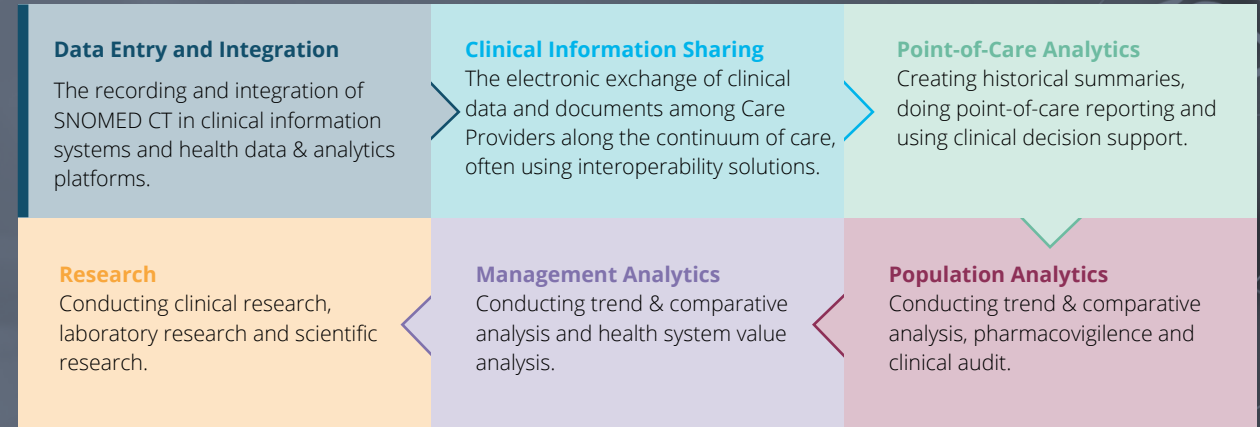 Data Entry and Integration
The recording and integration of
SNOMED CT in clinical information
systems and health data & analytics
platforms.
Clinical Information Sharing
The electronic exchange of clinical
data and documents among Care
Providers along the continuum of care,
often using interoperability solutions.
Point-of-Care Analytics
Creating historical summaries,
doing point-of-care reporting and
using clinical decision support.
Population Analytics
Conducting trend & comparative
analysis, pharmacovigilence and
clinical audit.
Management Analytics
Conducting trend & comparative
analysis and health system value
analysis.
Research
Conducting clinical research,
laboratory research and scientific
research.